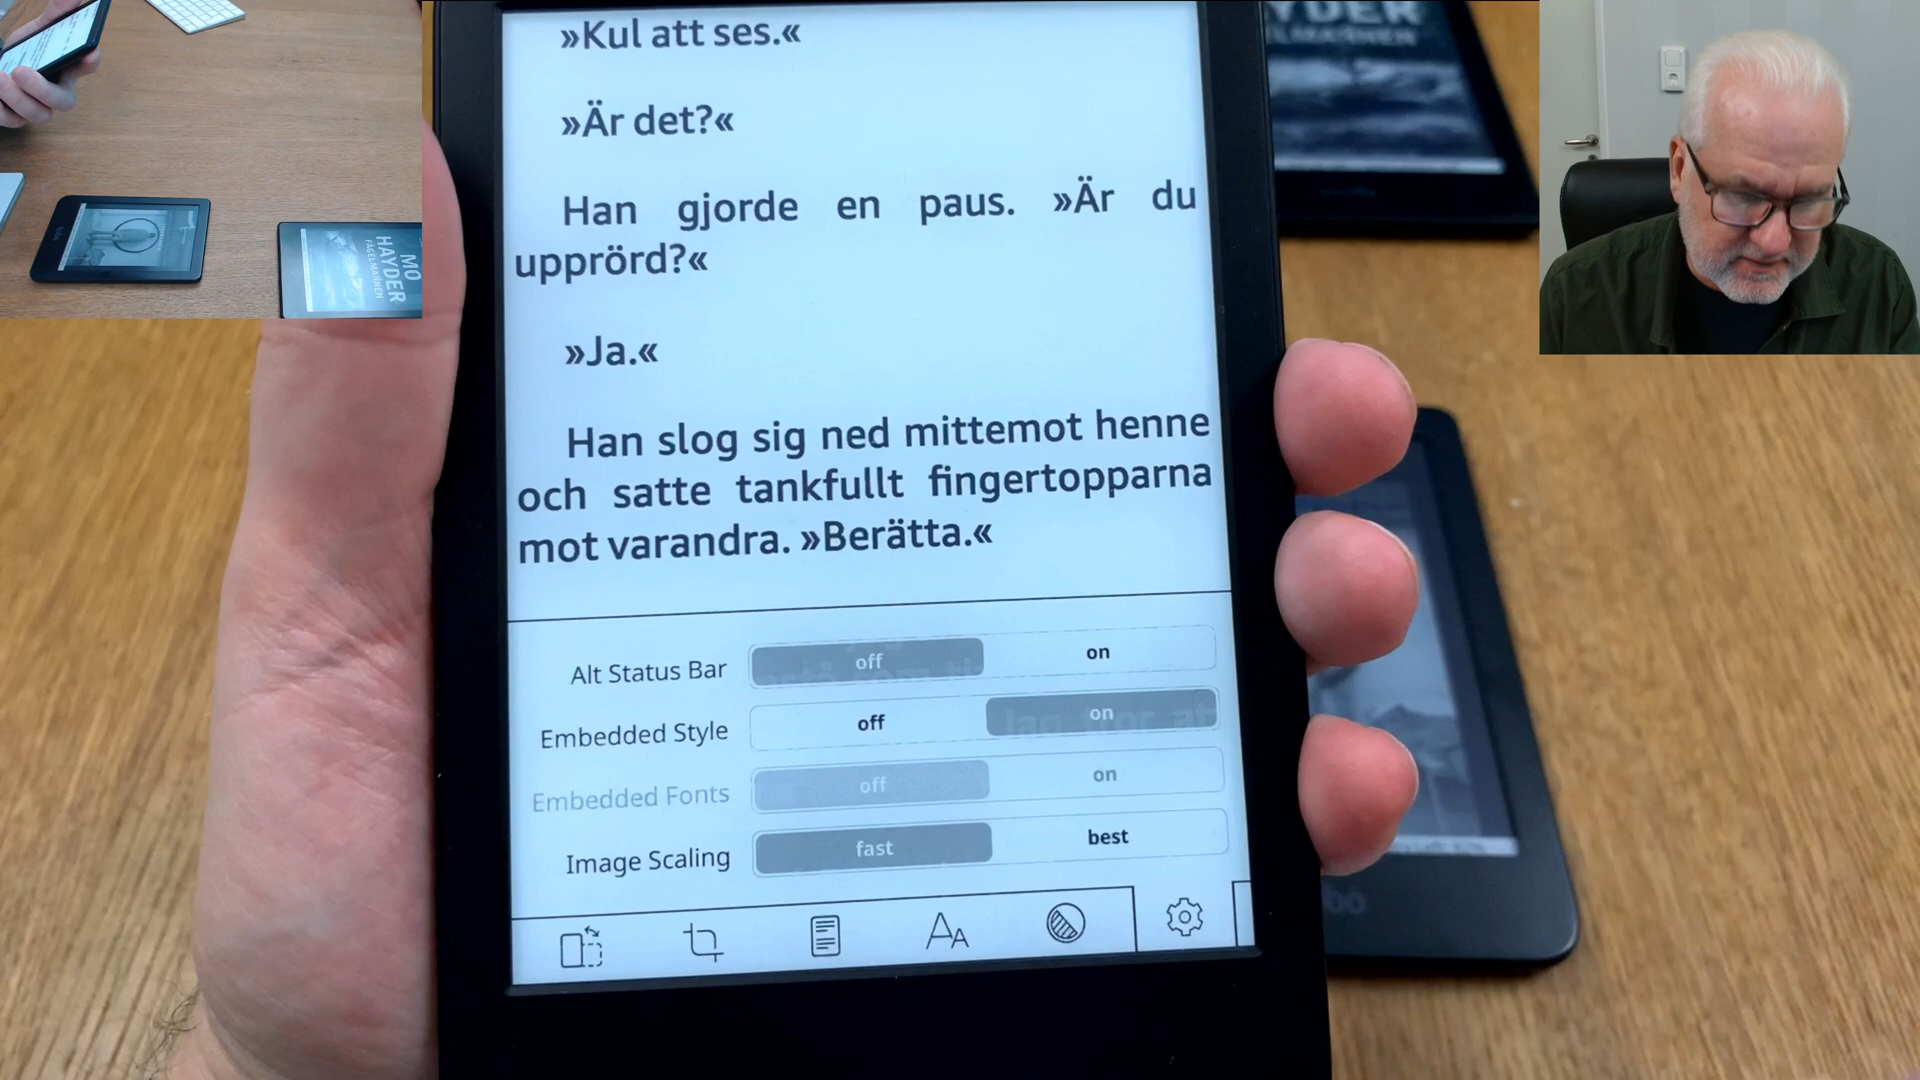 »Kul att ses.«
»Är det?«
Han gjorde en paus. »Är du
upprörd?«
»Ja.«
Han slog sig ned mittemot henne
och satte tankfullt fingertopparna
mot varandra. »Berätta.«
Alt Status Bar off on
Embedded Style off on
Embedded Fonts off on
Image Scaling fast best
AA
MO
HAYDER
FÅGELMANNEN